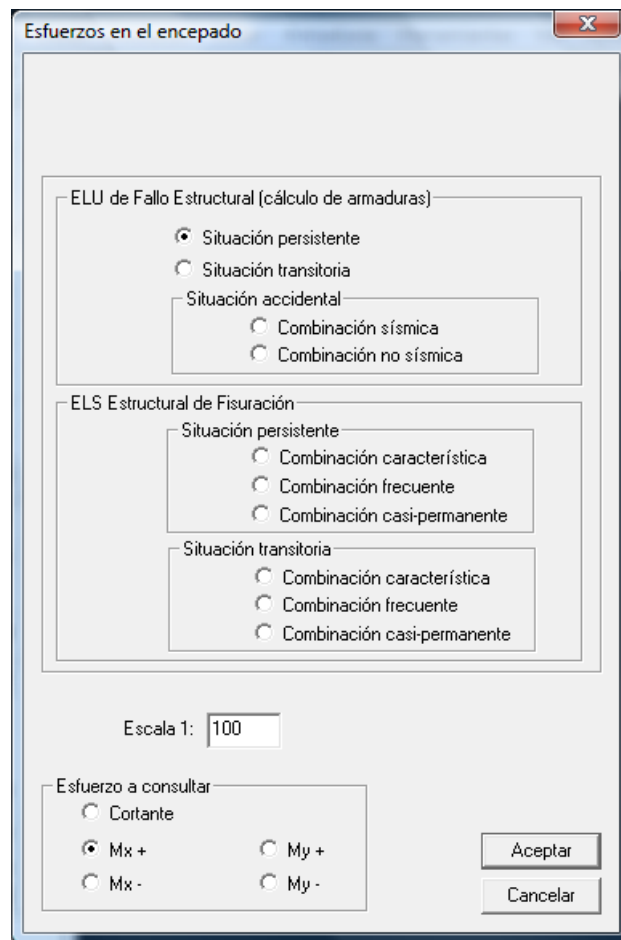 Esfuerzos en el encepado
ELU de Fallo Estructural (cálculo de armaduras)
Situación persistente
Situación transitoria
Situación accidental
Combinación sísmica
Combinación no sísmica
ELS Estructural de Fisuración
Situación persistente
Combinación característica
Combinación frecuente
Combinación casi-permanente
Situación transitoria
Combinación característica
Combinación frecuente
Combinación casi-permanente
Escala 1: 100
Esfuerzo a consultar
Cortante
Mx + My +
Mx - My -
Aceptar
Cancelar